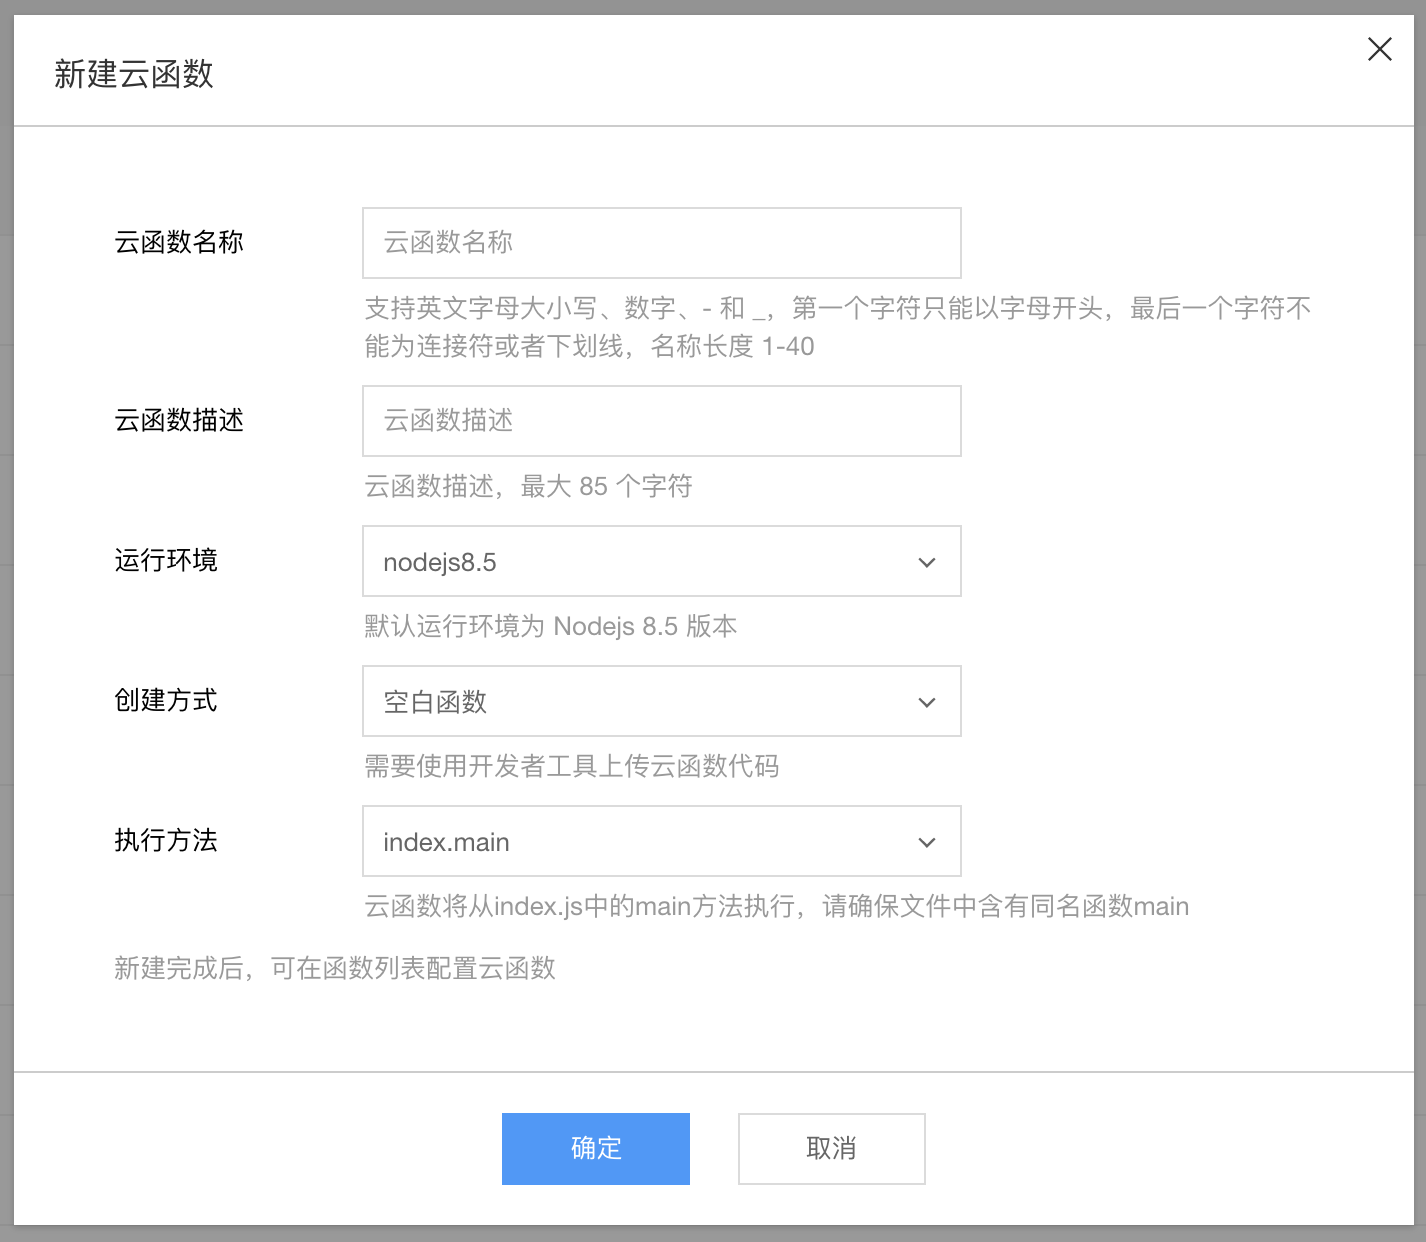 新建云函数
云函数名称
云函数名称
支持英文字母大小写、数字、- 和 _，第一个字符只能以字母开头，最后一个字符不
能为连接符或者下划线，名称长度 1-40
云函数描述
云函数描述
云函数描述，最大 85 个字符
运行环境
nodejs8.5
默认运行环境为 Nodejs 8.5 版本
创建方式
空白函数
需要使用开发者工具上传云函数代码
执行方法
index.main
云函数将从index.js中的main方法执行，请确保文件中含有同名函数main
新建完成后，可在函数列表配置云函数
确定
取消